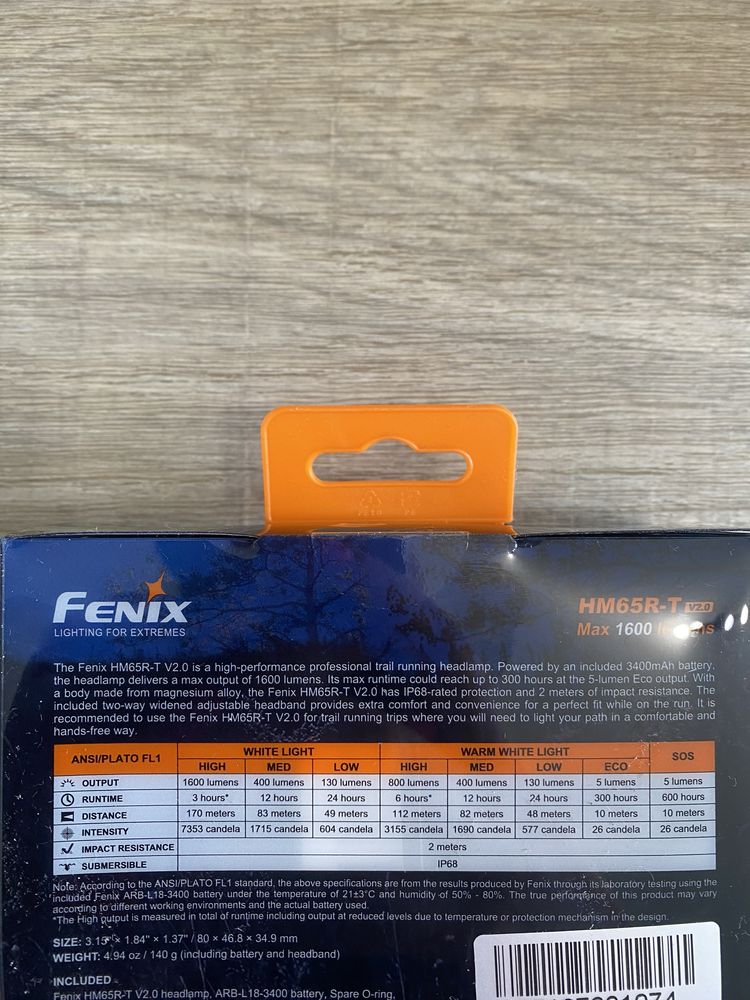 FENIX
LIGHTING FOR EXTREMES
HM65R-T V2.0
Max 1600
The Fenix HM65R-T V2.0 is a high-performance professional trail running headlamp. Powered by an included 3400mAh battery,
the headlamp delivers a max output of 1600 lumens. Its max runtime could reach up to 300 hours at the 5-lumen Eco output. With
a body made from magnesium alloy, the Fenix HM65R-T V2.0 has IP68-rated protection and 2 meters of impact resistance. The
included two-way widened adjustable headband provides extra comfort and convenience for a perfect fit while on the run. It is
recommended to use the Fenix HM65R-T V2.0 for trail running trips where you will need to light your path in a comfortable and
hands-free way.
ANSI/PLATO FL1 WHITE LIGHT WARM WHITE LIGHT SOS
HIGH MED LOW HIGH MED LOW ECO
OUTPUT 1600 lumens 400 lumens 130 lumens 800 lumens 400 lumens 130 lumens 5 lumens 5 lumens
RUNTIME 3 hours* 12 hours 24 hours 6 hours* 12 hours 24 hours 300 hours 600 hours
DISTANCE 170 meters 83 meters 49 meters 112 meters 82 meters 48 meters 10 meters 10 meters
INTENSITY 7353 candela 1715 candela 604 candela 3155 candela 1690 candela 577 candela 26 candela 26 candela
IMPACT RESISTANCE 2 meters
SUBMERSIBLE IP68
Note: According to the ANSI/PLATO FL1 standard, the above specifications are from the results produced by Fenix through its laboratory testing using the
included Fenix ARB-L18-3400 battery under the temperature of 21±3°C and humidity of 50% - 80%. The true performance of this product may vary
according to different working environments and the actual battery used.
*The High output is measured in total of runtime including output at reduced levels due to temperature or protection mechanism in the design.
SIZE: 3.15" × 1.84" × 1.37" / 80 × 46.8 × 34.9 mm
WEIGHT: 4.94 oz / 140 g (including battery and headband)
INCLUDED
Fenix HM65R-T V2.0 headlamp, ARB-L18-3400 battery, Spare O-ring,